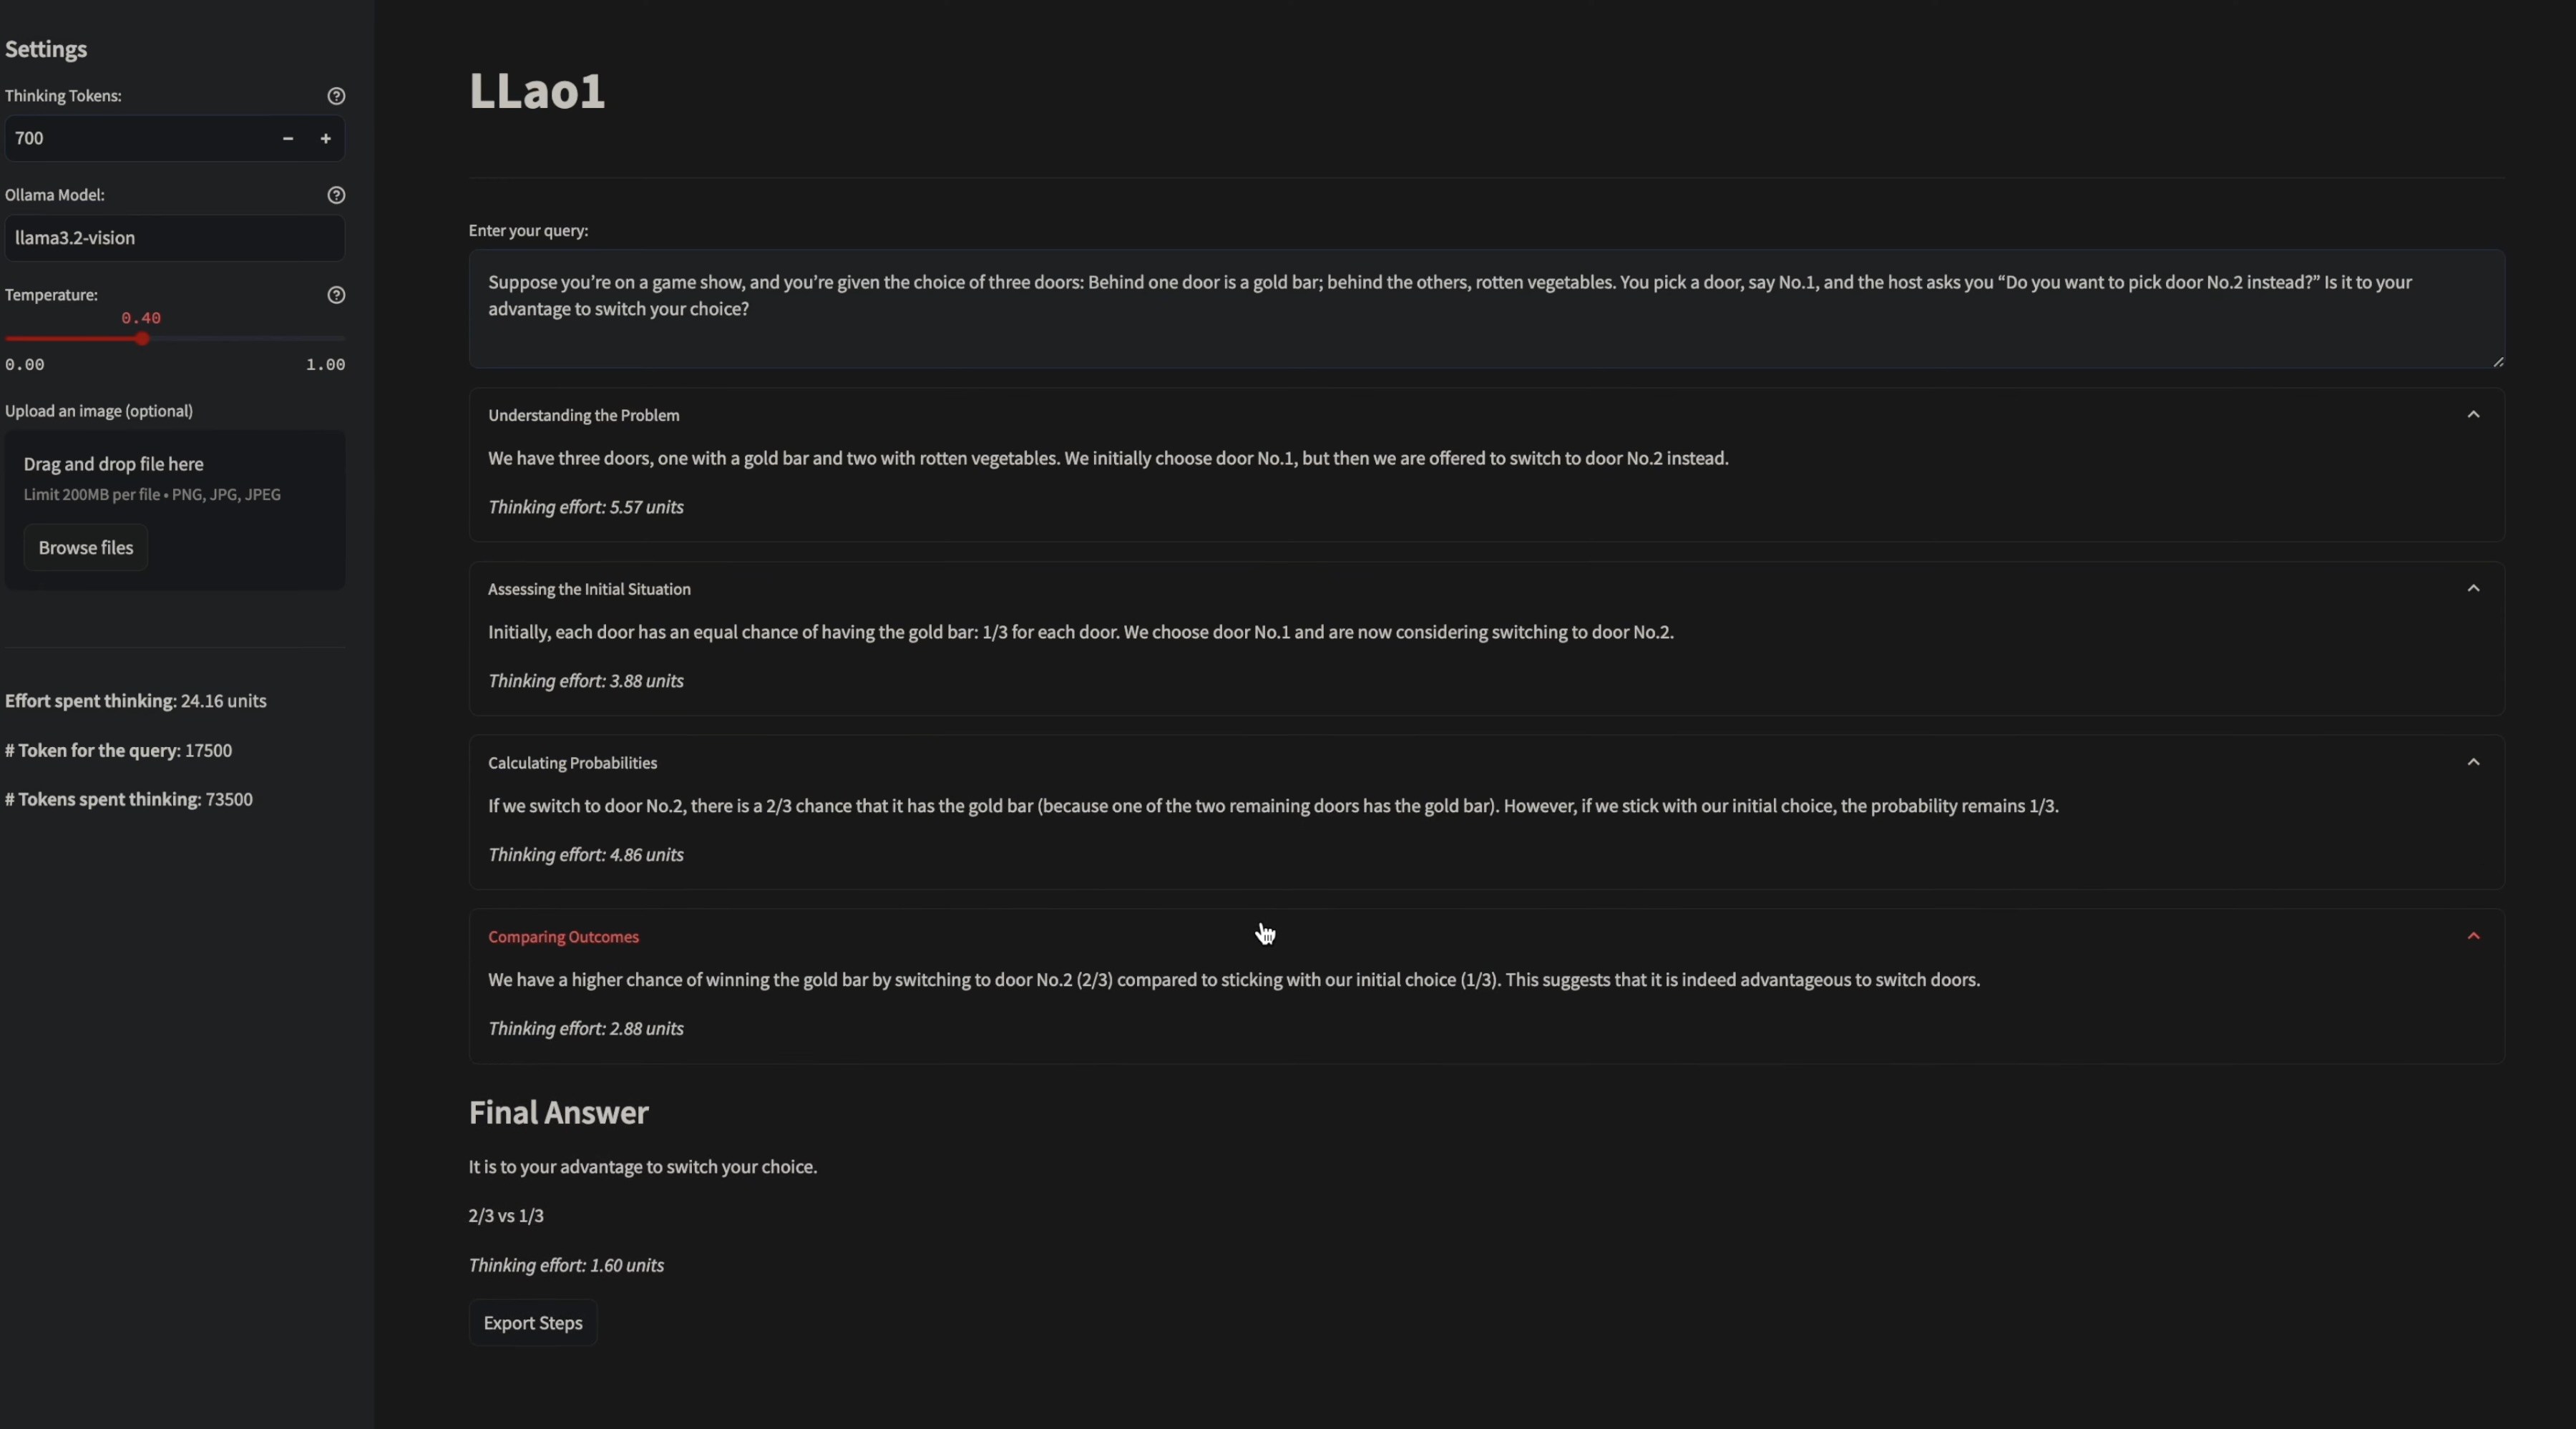 Settings
Thinking Tokens:
700
Ollama Model:
llama3.2-vision
Temperature:
0.40
0.00 1.00
Upload an image (optional)
Drag and drop file here
Limit 200MB per file • PNG, JPG, JPEG
Browse files
Effort spent thinking: 24.16 units
# Token for the query: 17500
# Tokens spent thinking: 73500
LLao1
Enter your query:
Suppose you’re on a game show, and you’re given the choice of three doors: Behind one door is a gold bar; behind the others, rotten vegetables. You pick a door, say No.1, and the host asks you “Do you want to pick door No.2 instead?” Is it to your
advantage to switch your choice?
Understanding the Problem
We have three doors, one with a gold bar and two with rotten vegetables. We initially choose door No.1, but then we are offered to switch to door No.2 instead.
Thinking effort: 5.57 units
Assessing the Initial Situation
Initially, each door has an equal chance of having the gold bar: 1/3 for each door. We choose door No.1 and are now considering switching to door No.2.
Thinking effort: 3.88 units
Calculating Probabilities
If we switch to door No.2, there is a 2/3 chance that it has the gold bar (because one of the two remaining doors has the gold bar). However, if we stick with our initial choice, the probability remains 1/3.
Thinking effort: 4.86 units
Comparing Outcomes
We have a higher chance of winning the gold bar by switching to door No.2 (2/3) compared to sticking with our initial choice (1/3). This suggests that it is indeed advantageous to switch doors.
Thinking effort: 2.88 units
Final Answer
It is to your advantage to switch your choice.
2/3 vs 1/3
Thinking effort: 1.60 units
Export Steps